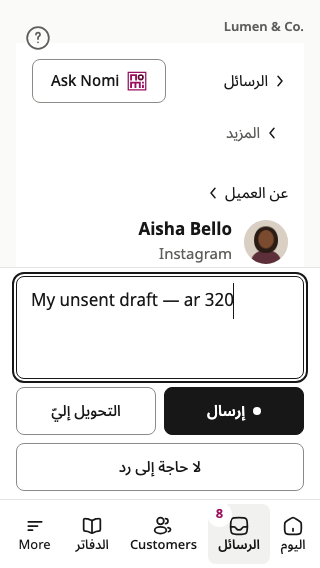 Lumen & Co.
?
الرسائل
Ask Nomi
nomi
المزيد
عن العميل
Aisha Bello
Instagram
My unsent draft — ar 320
إرسال
التحويل إليّ
لا حاجة إلى رد
اليوم
8
الرسائل
Customers
الدفاتر
More